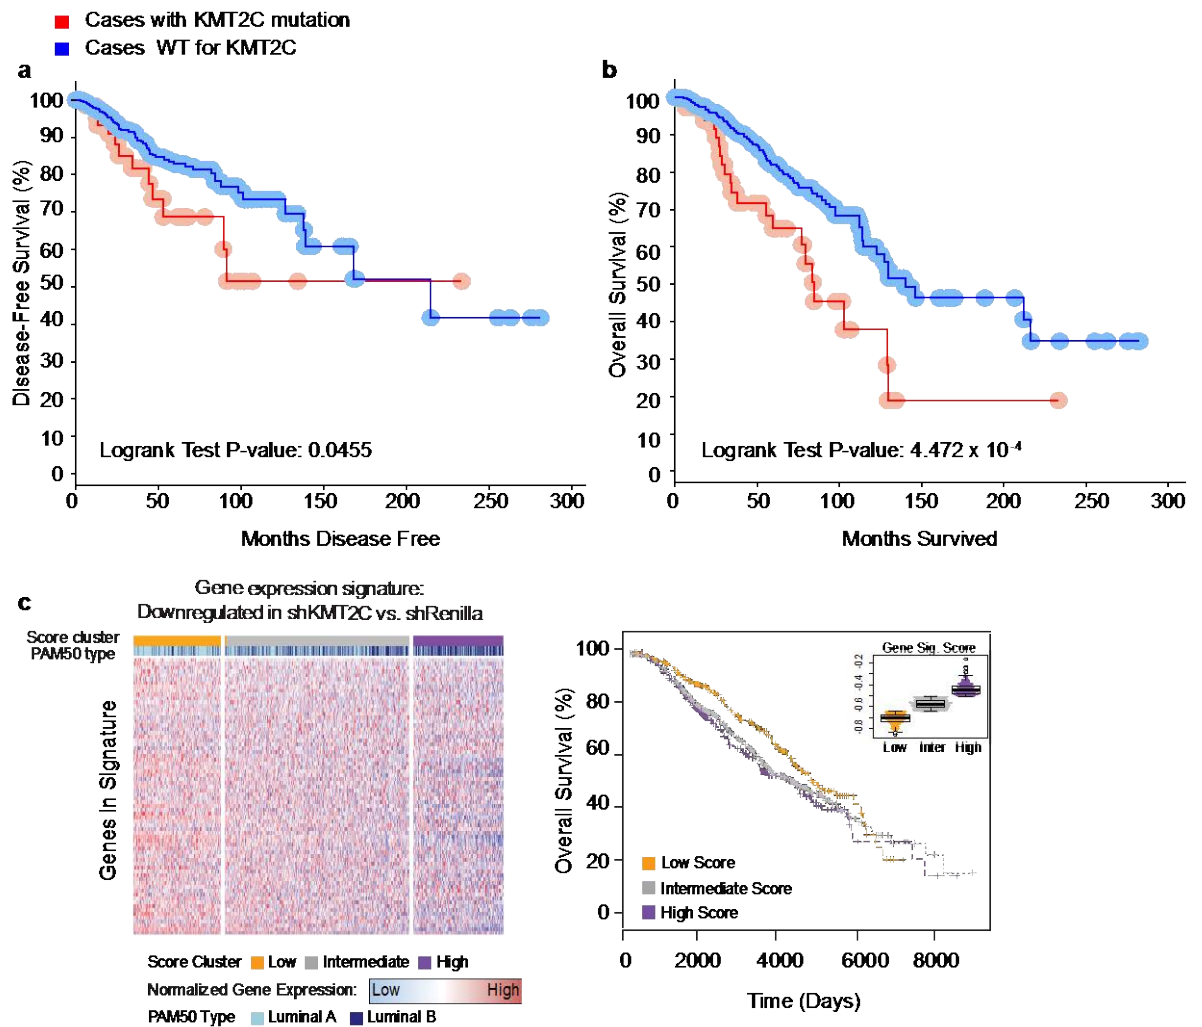 Cases with KMT2C mutation
Cases WT for KMT2C
a
b
100
90
80
70
60
50
40
30
20
10
0
Disease-Free Survival (%)
Logrank Test P-value: 0.0455
0 50 100 150 200 250 300
Months Disease Free
100
90
80
70
60
50
40
30
20
10
0
Overall Survival (%)
Logrank Test P-value: 4.472 x 10⁻⁴
0 50 100 150 200 250 300
Months Survived
c
Gene expression signature:
Downregulated in shKMT2C vs. shRenilla
Score cluster
PAM50 type
Genes In Signature
Score Cluster Low Intermediate High
Normalized Gene Expression: Low High
PAM50 Type Luminal A Luminal B
100
80
60
40
20
0
Overall Survival (%)
Gene Sig. Score
-0.2
-0.4
-0.6
-0.8
Low Inter High
Low Score
Intermediate Score
High Score
0 2000 4000 6000 8000
Time (Days)